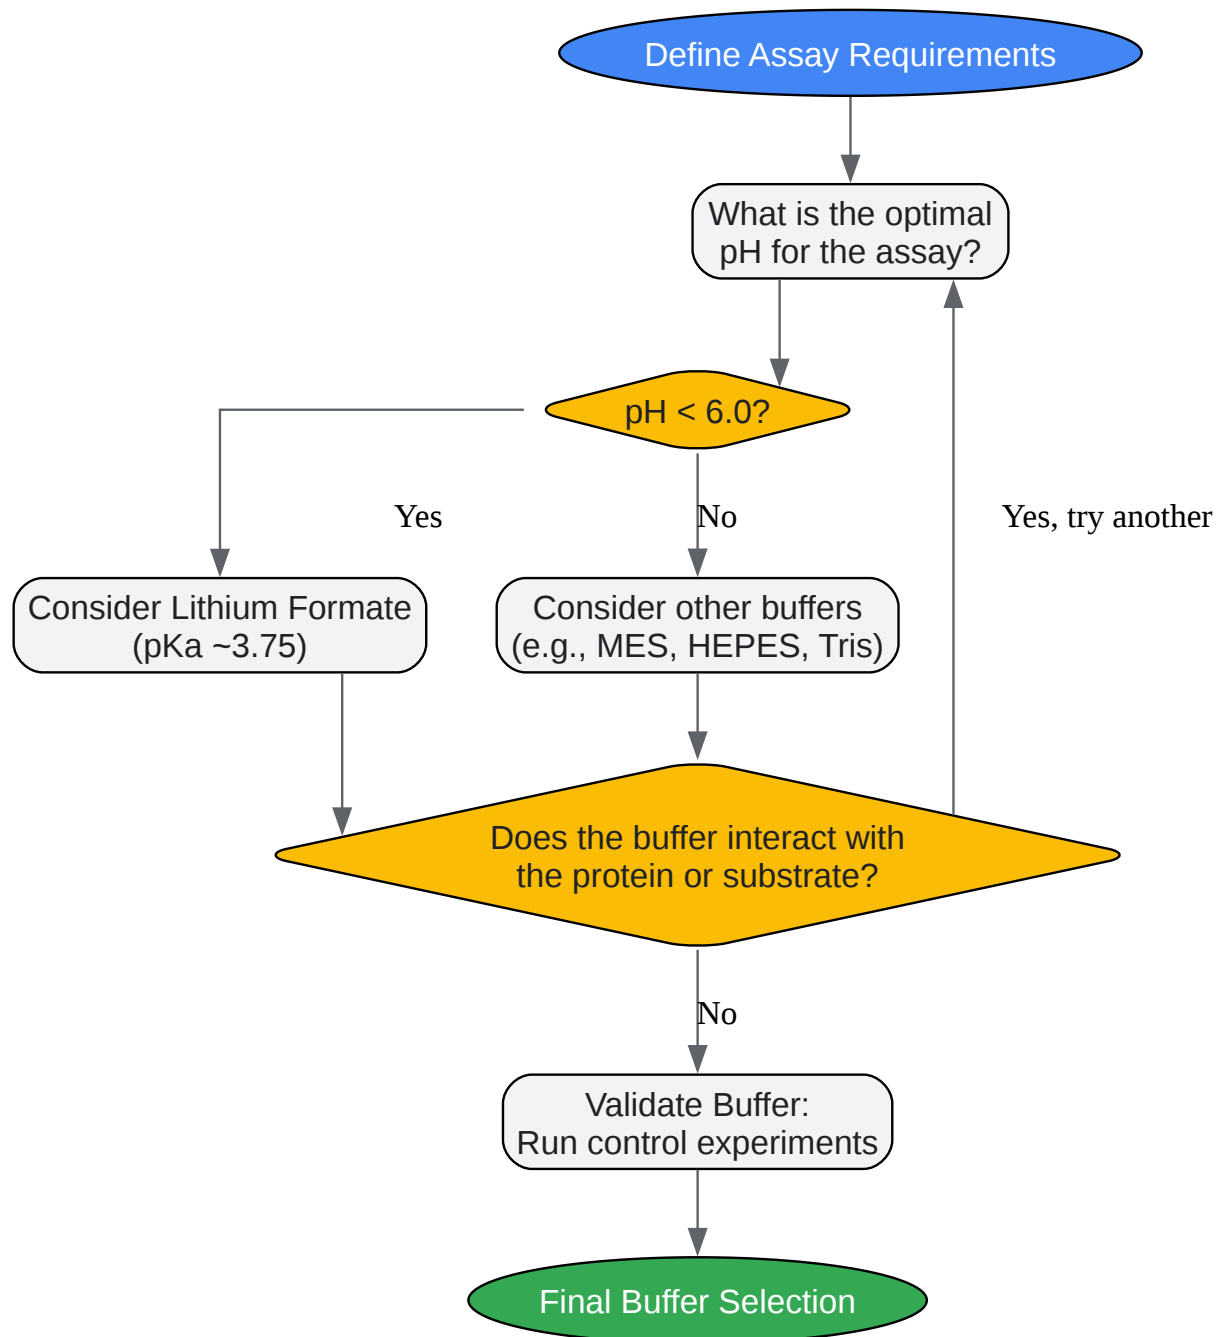 Define Assay Requirements
What is the optimal
pH for the assay?
pH < 6.0?
Yes
No
Yes, try another
Consider Lithium Formate
(pKa ~3.75)
Consider other buffers
(e.g., MES, HEPES, Tris)
Does the buffer interact with
the protein or substrate?
No
Validate Buffer:
Run control experiments
Final Buffer Selection